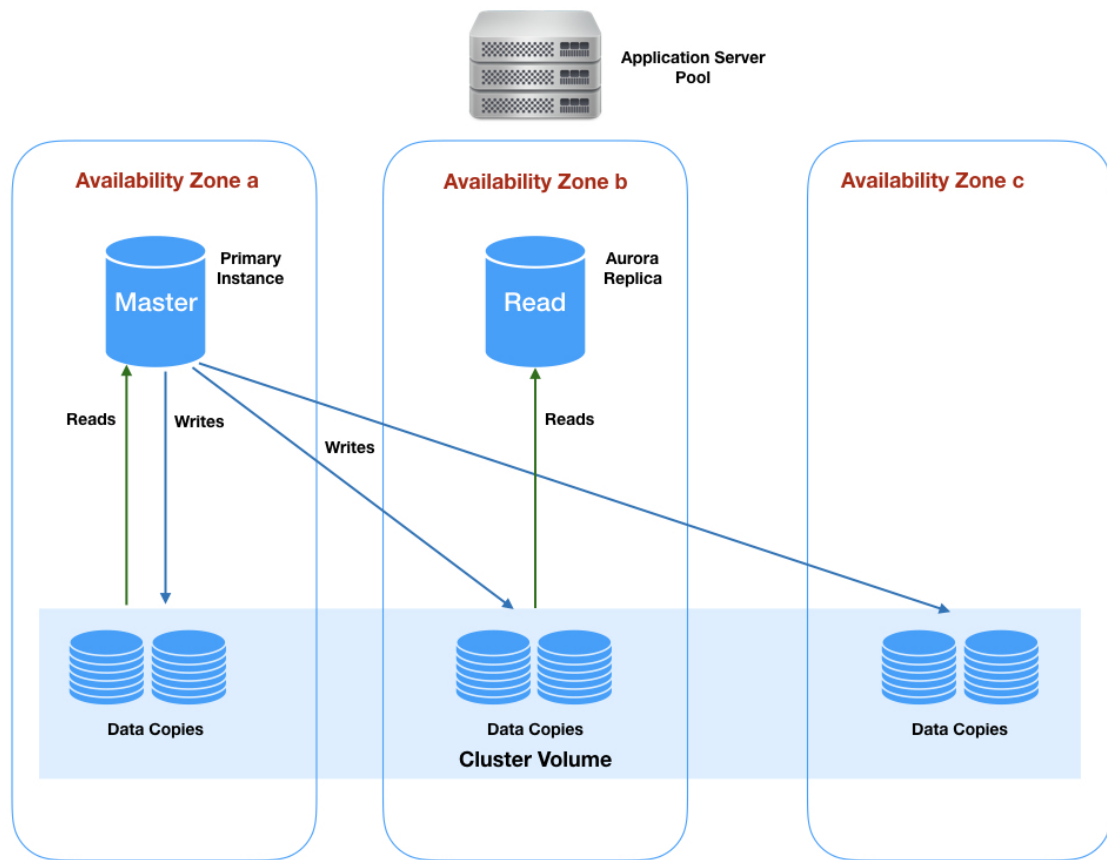 Application Server
Pool
Availability Zone a
Availability Zone b
Availability Zone c
Primary
Instance
Master
Aurora
Replica
Read
Reads
Writes
Writes
Reads
Data Copies
Data Copies
Data Copies
Cluster Volume